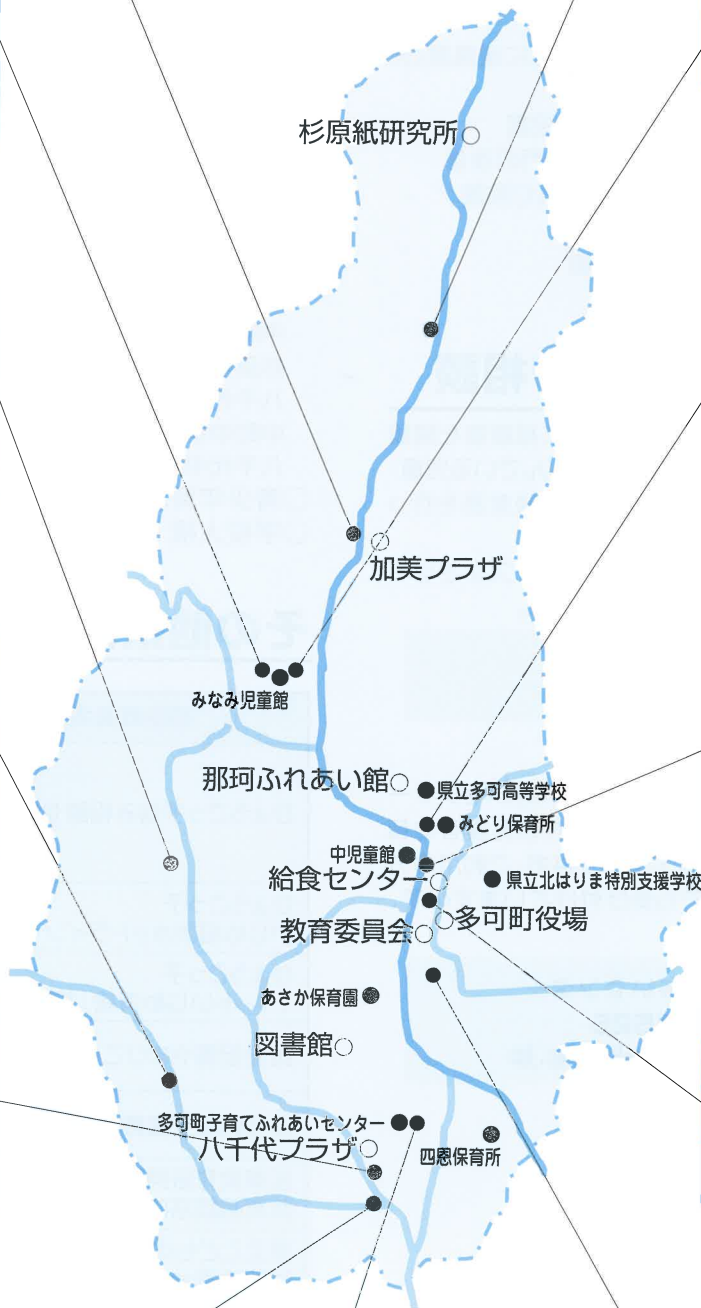 杉原紙研究所
加美プラザ
みなみ児童館
那珂ふれあい館
県立多可高等学校
みどり保育所
中児童館
給食センター
県立北はりま特別支援学校
多可町役場
教育委員会
あさか保育園
図書館
多可町子育てふれあいセンター
八千代プラザ
四恩保育所